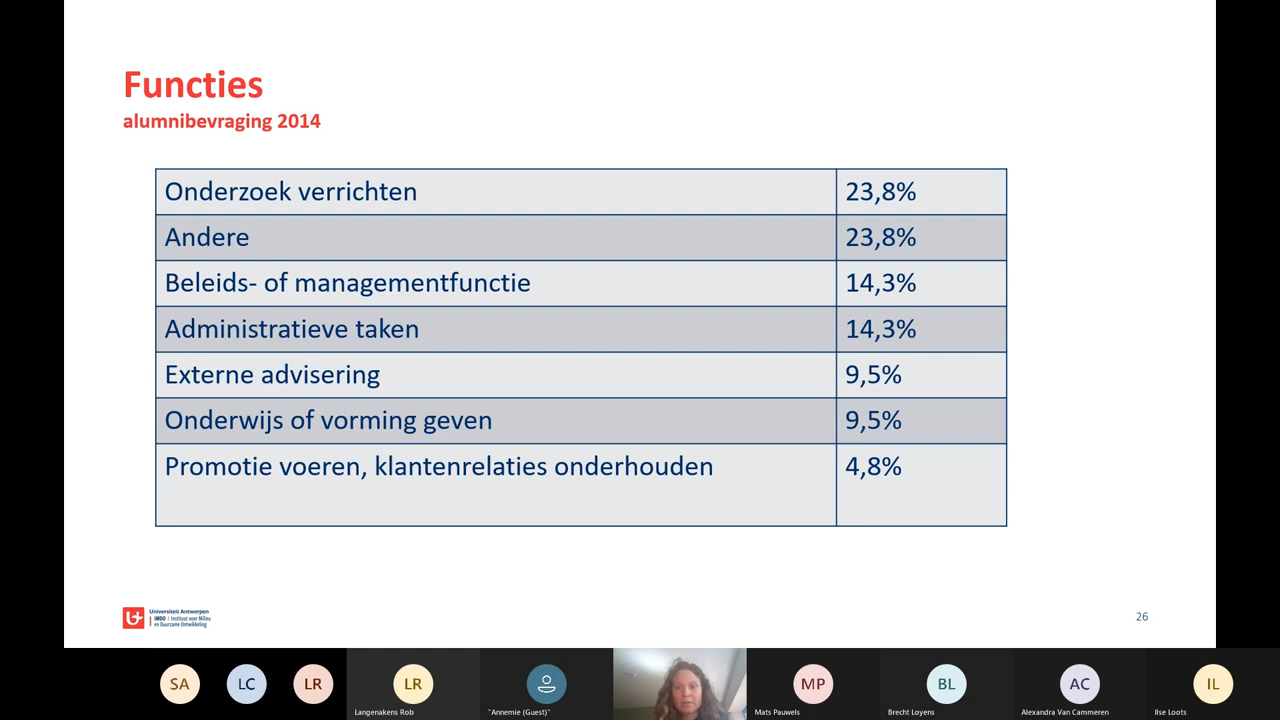 Functies
alumnibevraging 2014
Onderzoek verrichten 23,8%
Andere 23,8%
Beleids- of managementfunctie 14,3%
Administratieve taken 14,3%
Externe advisering 9,5%
Onderwijs of vorming geven 9,5%
Promotie voeren, klantenrelaties onderhouden 4,8%
Universiteit Antwerpen
IMDO | Instituut voor Milieu
en Duurzame Ontwikkeling
26
SA LC LR LR MP BL AC IL
Langenakens Rob "Annemie (Guest)" Mats Pauwels Brecht Loyens Alexandra Van Cammeren Ilse Loots